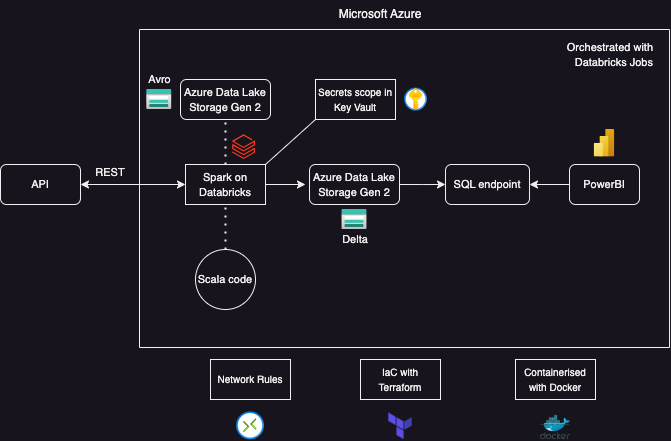 Microsoft Azure
Orchestrated with
Databricks Jobs
Avro
Azure Data Lake
Storage Gen 2
Secrets scope in
Key Vault
API
REST
Spark on
Databricks
Azure Data Lake
Storage Gen 2
SQL endpoint
PowerBI
Delta
Scala code
Network Rules
IaC with
Terraform
Containerised
with Docker
docker